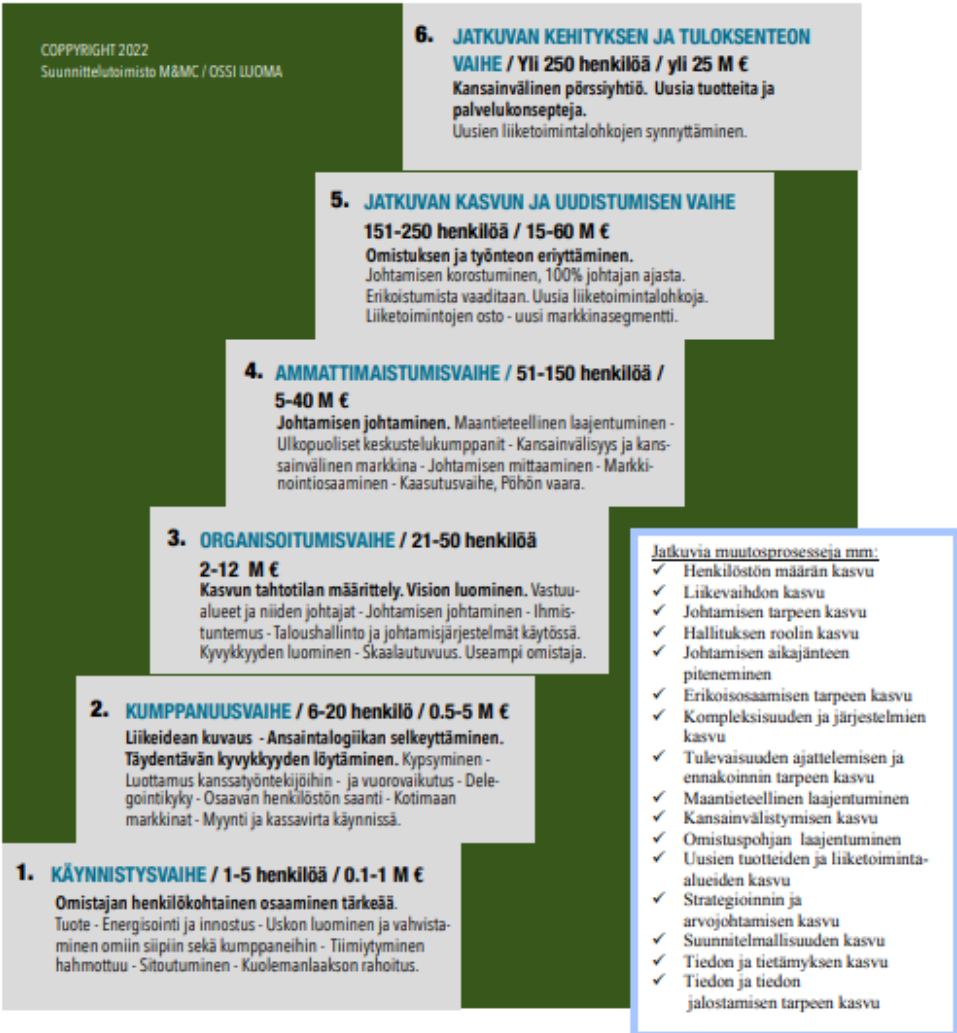 COPPYRIGHT 2022
Suunnittelutoimisto M&MC / OSSI LUOMA
6. JATKUVAN KEHITYKSEN JA TULOKSENTEON
VAIHE / Yli 250 henkilöä / yli 25 M €
Kansainvälinen pörssiyhtiö. Uusia tuotteita ja
palvelukonsepteja.
Uusien liiketoimintalohkojen synnyttäminen.
5. JATKUVAN KASVUN JA UUDISTUMISEN VAIHE
151-250 henkilöä / 15-60 M €
Omistuksen ja työnteon eriyttäminen.
Johtamisen korostuminen, 100% johtajan ajasta.
Erikoistumista vaaditaan. Uusia liiketoimintalohkoja.
Liiketoimintojen osto - uusi markkinasegmentti.
4. AMMATTIMAISTUMISVAIHE / 51-150 henkilöä /
5-40 M €
Johtamisen johtaminen. Maantieteellinen laajentuminen -
Ulkopuoliset keskustelukumppanit - Kansainvälisyys ja kans-
sainvälinen markkina - Johtamisen mittaaminen - Markki-
nointiosaaminen - Kaasutusvaihe, Pöhön vaara.
3. ORGANISOITUMISVAIHE / 21-50 henkilöä
2-12 M €
Kasvun tahtotilan määrittely. Vision luominen. Vastuu-
alueet ja niiden johtajat - Johtamisen johtaminen - Ihmis-
tuntemus - Taloushallinto ja johtamisjärjestelmät käytössä.
Kyvykkyyden luominen - Skaalautuvuus. Useampi omistaja.
2. KUMPPANUUSVAIHE / 6-20 henkilö / 0.5-5 M €
Liikeidean kuvaus - Ansaintalogiikan selkeyttäminen.
Täydentävän kyvykkyyden löytäminen. Kypsyminen -
Luottamus kanssatyöntekijöihin - ja vuorovaikutus - Dele-
gointikyky - Osaavan henkilöstön saanti - Kotimaan
markkinat - Myynti ja kassavirta käynnissä.
1. KÄYNNISTYSVAIHE / 1-5 henkilöä / 0.1-1 M €
Omistajan henkilökohtainen osaaminen tärkeää.
Tuote - Energisointi ja innostus - Uskon luominen ja vahvista-
minen omiin siipiin sekä kumppaneihin - Tiimiytyminen
hahmottuu - Sitoutuminen - Kuolemanlaakson rahoitus.
Jatkuvia muutosprosesseja mm:
✓ Henkilöstön määrän kasvu
✓ Liikevaihdon kasvu
✓ Johtamisen tarpeen kasvu
✓ Hallituksen roolin kasvu
✓ Johtamisen aikajänteen
piteneminen
✓ Erikoisosaamisen tarpeen kasvu
✓ Kompleksisuuden ja järjestelmien
kasvu
✓ Tulevaisuuden ajattelemisen ja
ennakoinnin tarpeen kasvu
✓ Maantieteellinen laajentuminen
✓ Kansainvälistymisen kasvu
✓ Omistuspohjan laajentuminen
✓ Uusien tuotteiden ja liiketoiminta-
alueiden kasvu
✓ Strategioinnin ja
arvojohtamisen kasvu
✓ Suunnitelmallisuuden kasvu
✓ Tiedon ja tietämyksen kasvu
✓ Tiedon ja tiedon
jalostamisen tarpeen kasvu